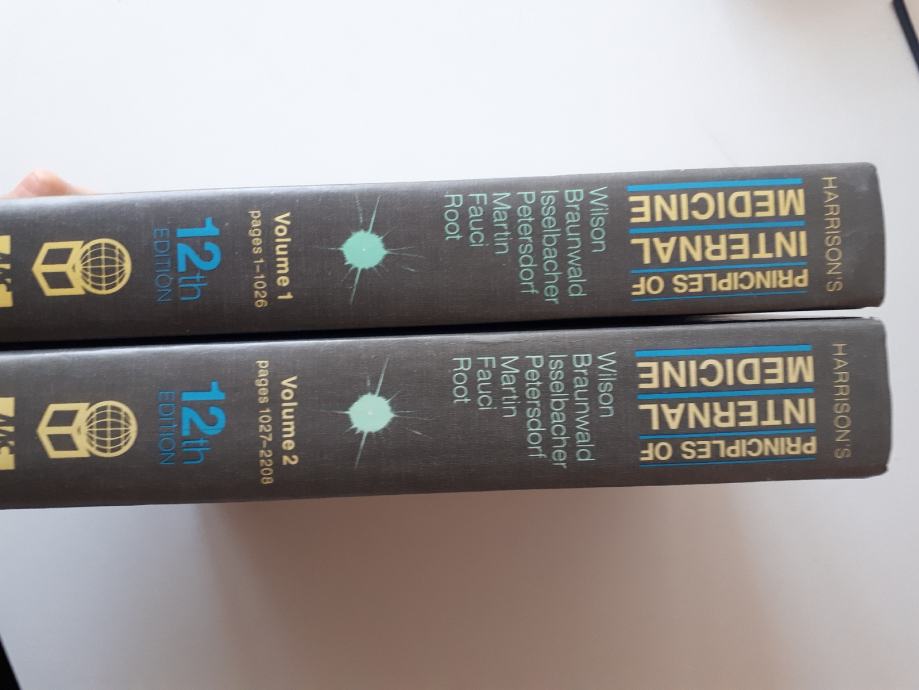 HARRISON'S
PRINCIPLES OF
INTERNAL
MEDICINE
Wilson
Braunwald
Isselbacher
Petersdorf
Martin
Fauci
Root
Volume 1
pages 1-1026
12th
EDITION
HARRISON'S
PRINCIPLES OF
INTERNAL
MEDICINE
Wilson
Braunwald
Isselbacher
Petersdorf
Martin
Fauci
Root
Volume 2
pages 1027-2208
12th
EDITION